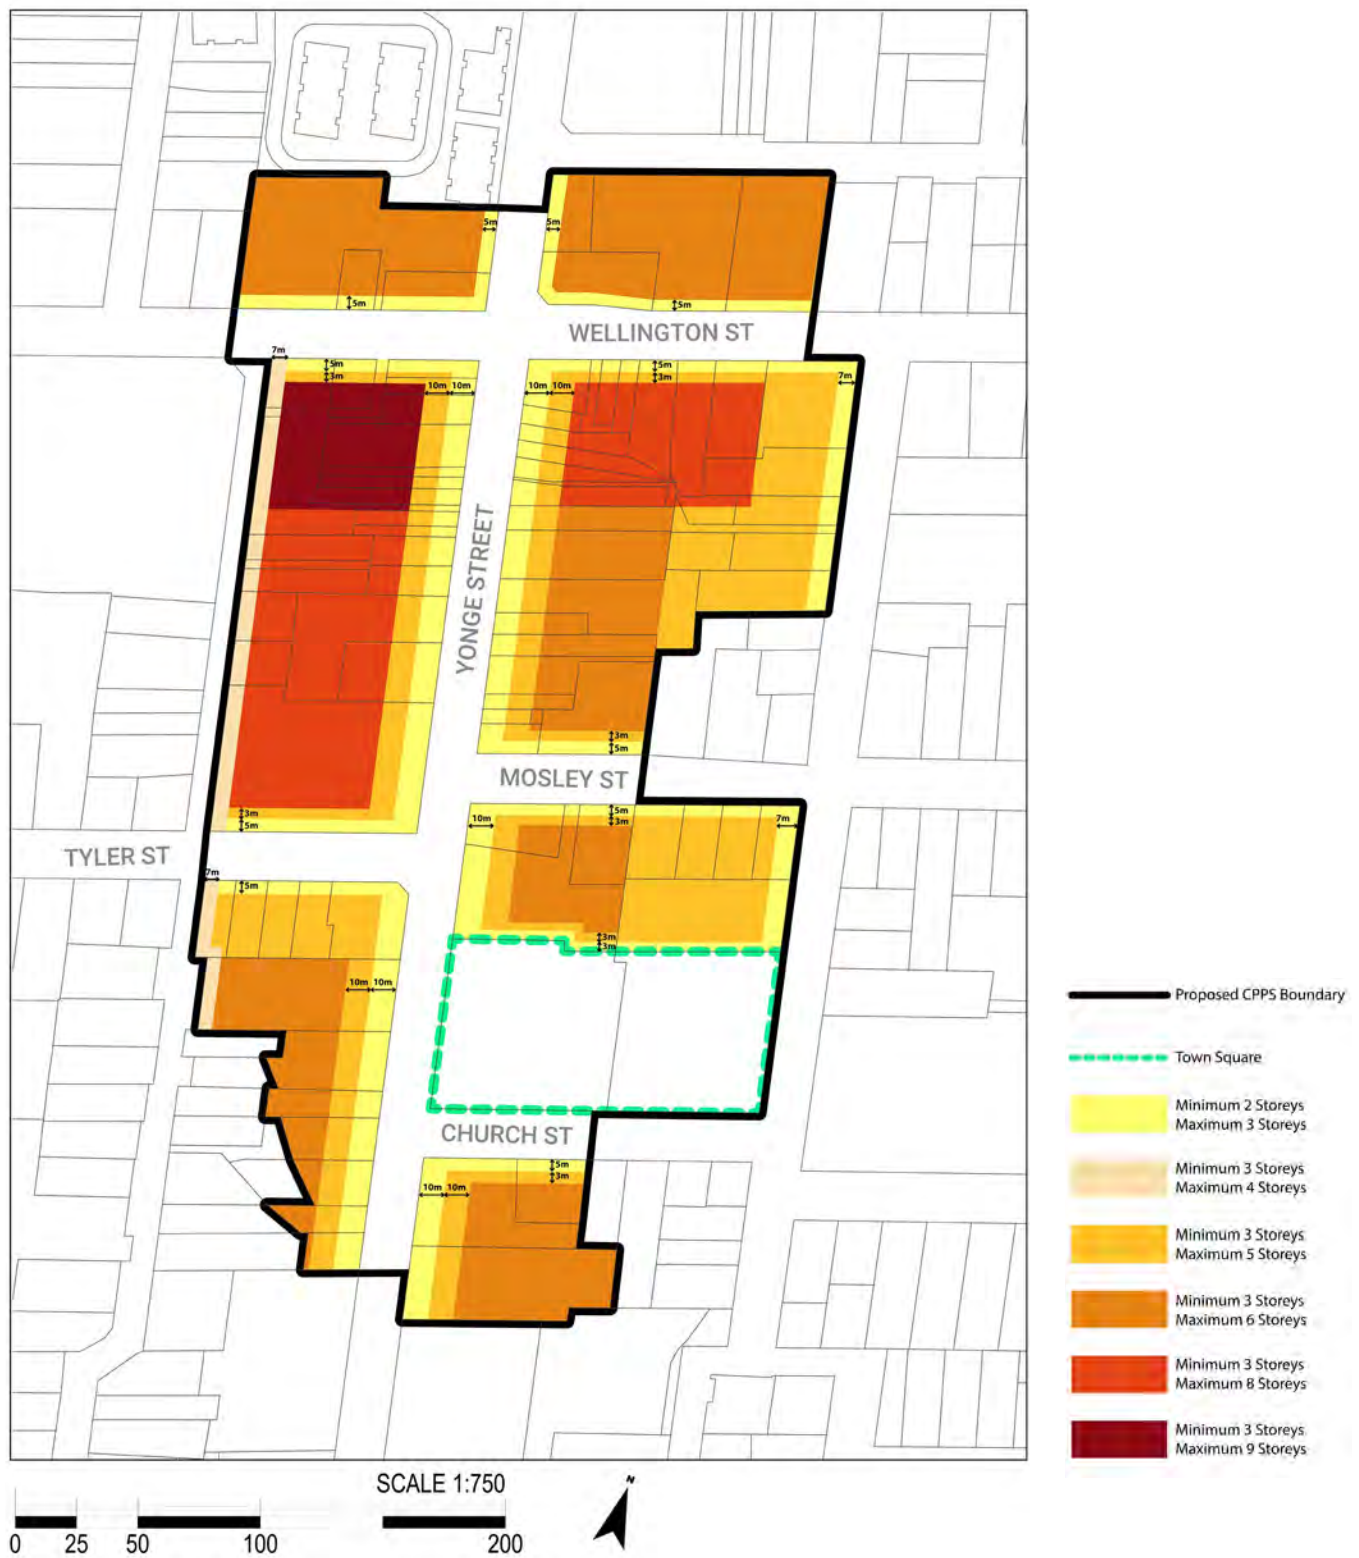 5m
5m
5m
5m
WELLINGTON ST
7m
5m
3m
10m
10m
10m
10m
5m
3m
7m
YONGE STREET
3m
5m
MOSLEY ST
3m
5m
10m
5m
3m
7m
TYLER ST
7m
5m
3m
3m
10m
10m
CHURCH ST
5m
3m
10m
10m
Proposed CPPS Boundary
Town Square
Minimum 2 Storeys
Maximum 3 Storeys
Minimum 3 Storeys
Maximum 4 Storeys
Minimum 3 Storeys
Maximum 5 Storeys
Minimum 3 Storeys
Maximum 6 Storeys
Minimum 3 Storeys
Maximum 8 Storeys
Minimum 3 Storeys
Maximum 9 Storeys
SCALE 1:750
N
0 25 50 100 200